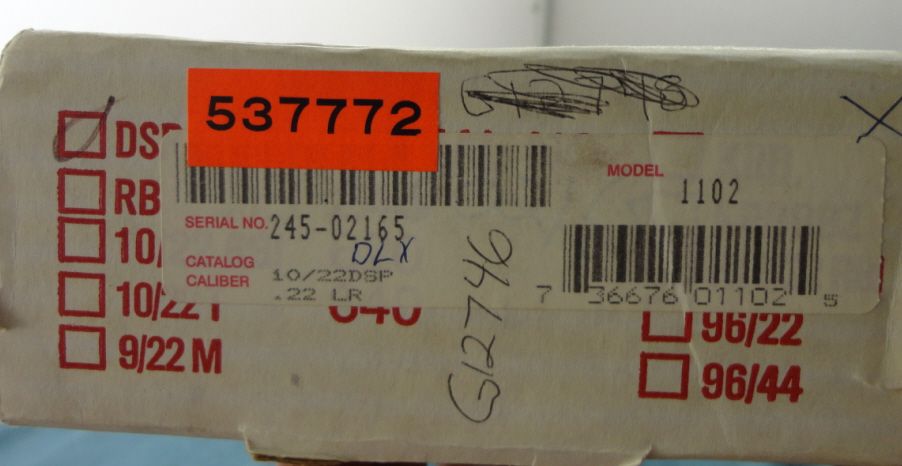 537772
DSP
RB
10/
10/22 T
9/22 M
MODEL
1102
SERIAL NO. 245-02165
DLX
CATALOG 10/22DSP
CALIBER .22 LR
G12746
7 36676 01102 5
96/22
96/44
X